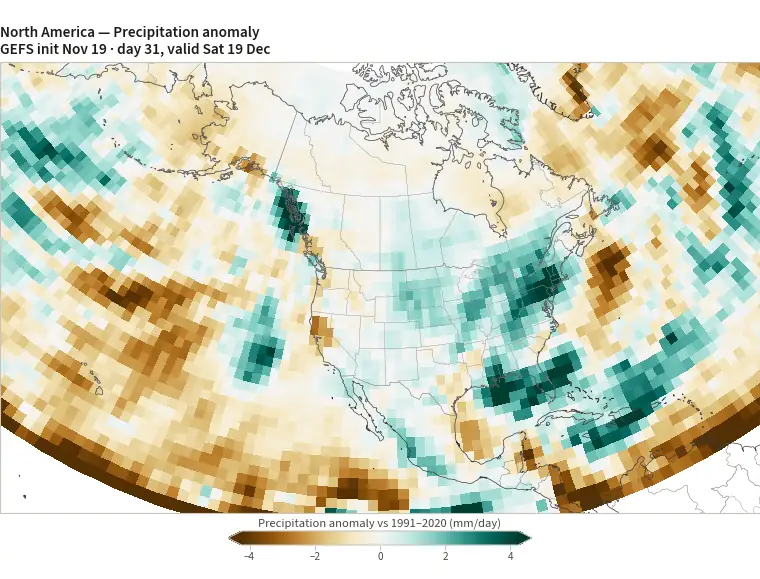 North America — Precipitation anomaly
GEFS init Nov 19 · day 31, valid Sat 19 Dec
Precipitation anomaly vs 1991–2020 (mm/day)
−4 −2 0 2 4